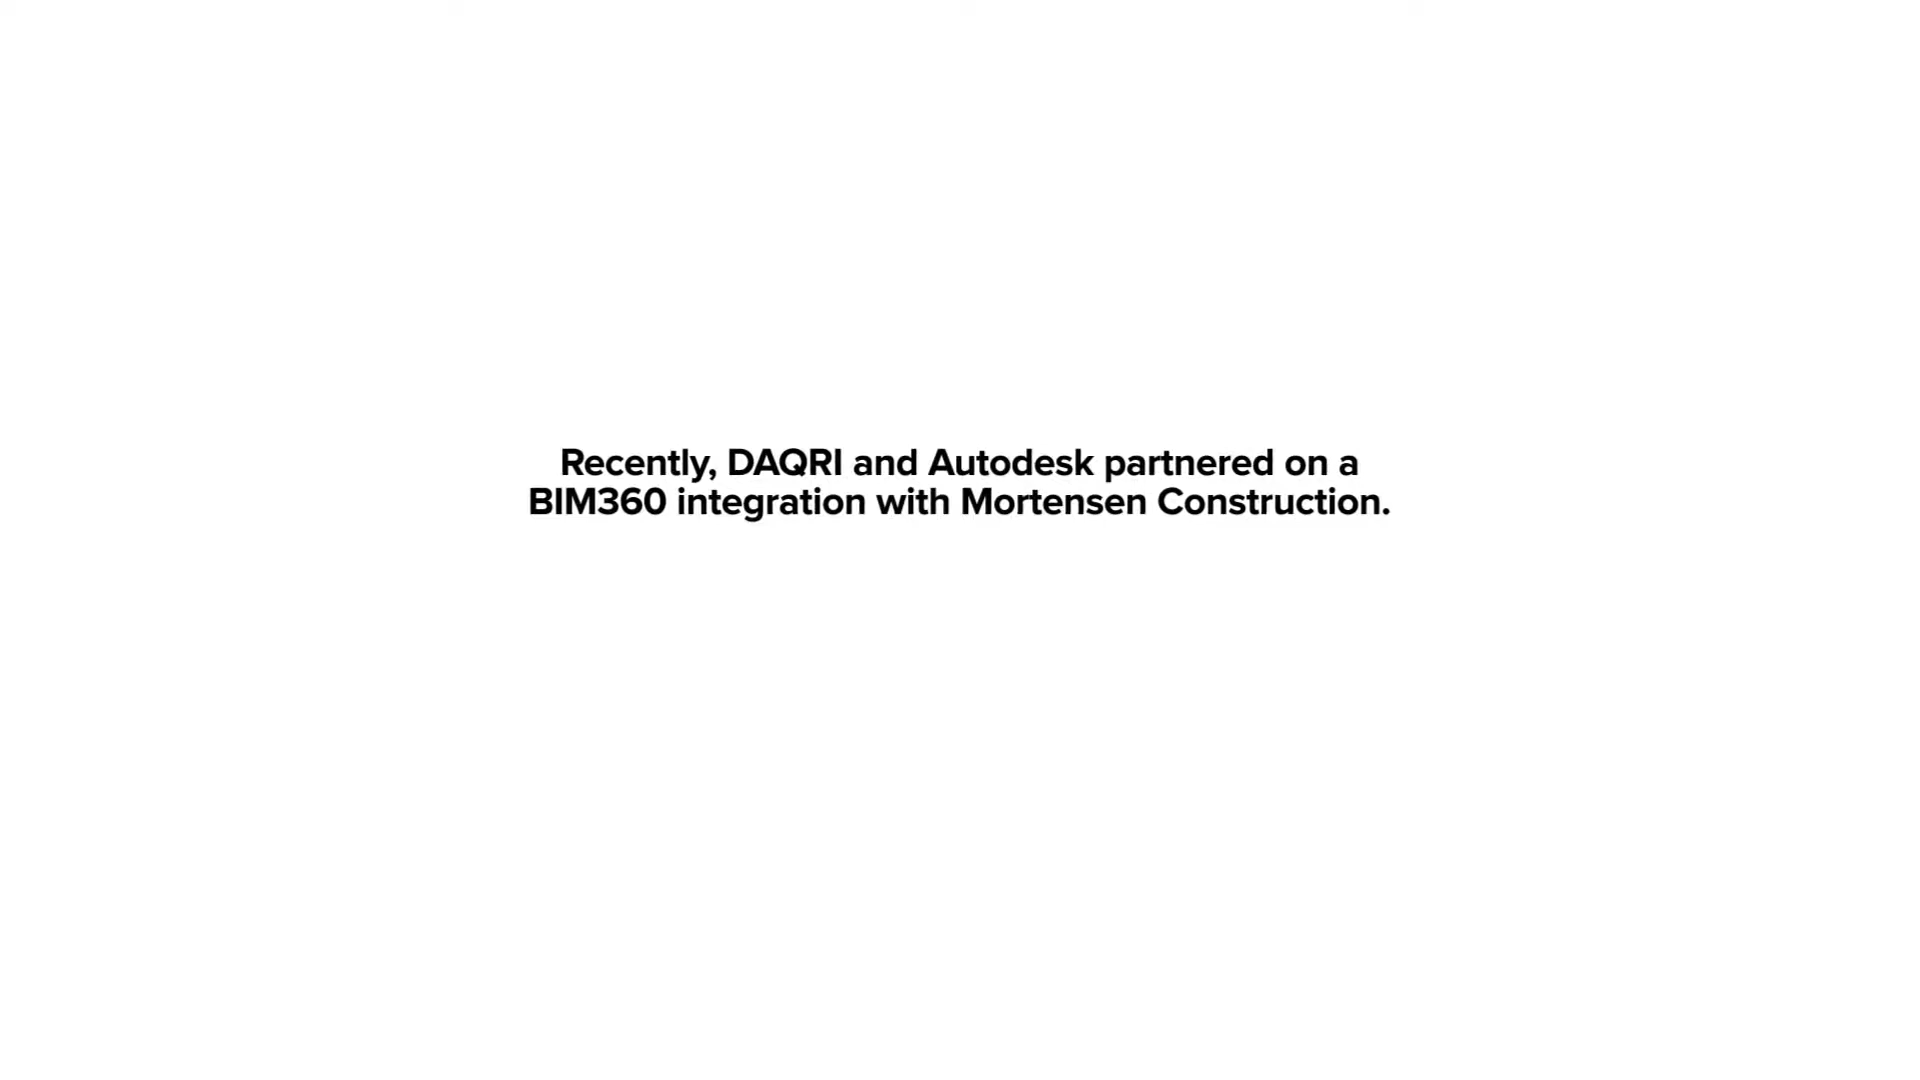 Recently, DAQRI and Autodesk partnered on a
BIM360 integration with Mortensen Construction.